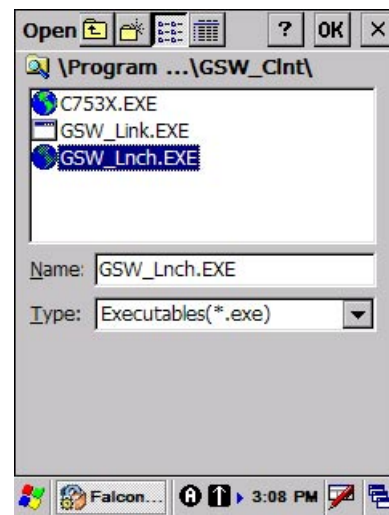 Open ? OK ×
\Program ...\GSW_Clnt\
C753X.EXE
GSW_Link.EXE
GSW_Lnch.EXE
Name: GSW_Lnch.EXE
Type: Executables(*.exe)
Falcon... A 3:08 PM